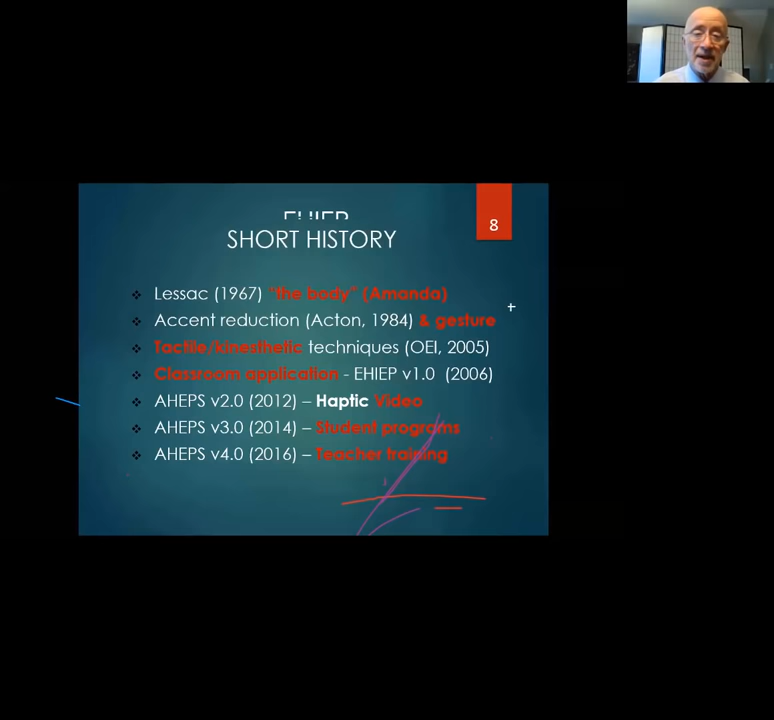 EHIEP
8
SHORT HISTORY
Lessac (1967) "the body" (Amanda)
Accent reduction (Acton, 1984) & gesture
Tactile/kinesthetic techniques (OEI, 2005)
Classroom application - EHIEP v1.0 (2006)
AHEPS v2.0 (2012) – Haptic Video
AHEPS v3.0 (2014) – Student programs
AHEPS v4.0 (2016) – Teacher training